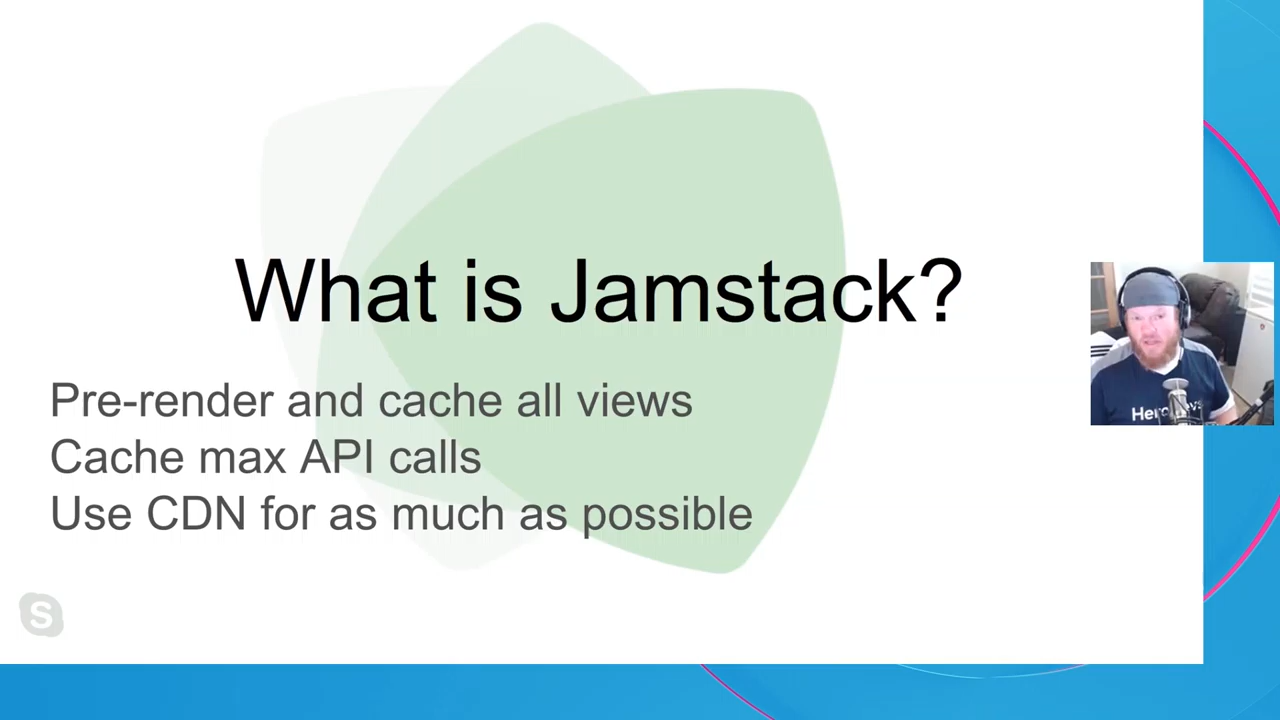 What is Jamstack?
Pre-render and cache all views
Cache max API calls
Use CDN for as much as possible
S